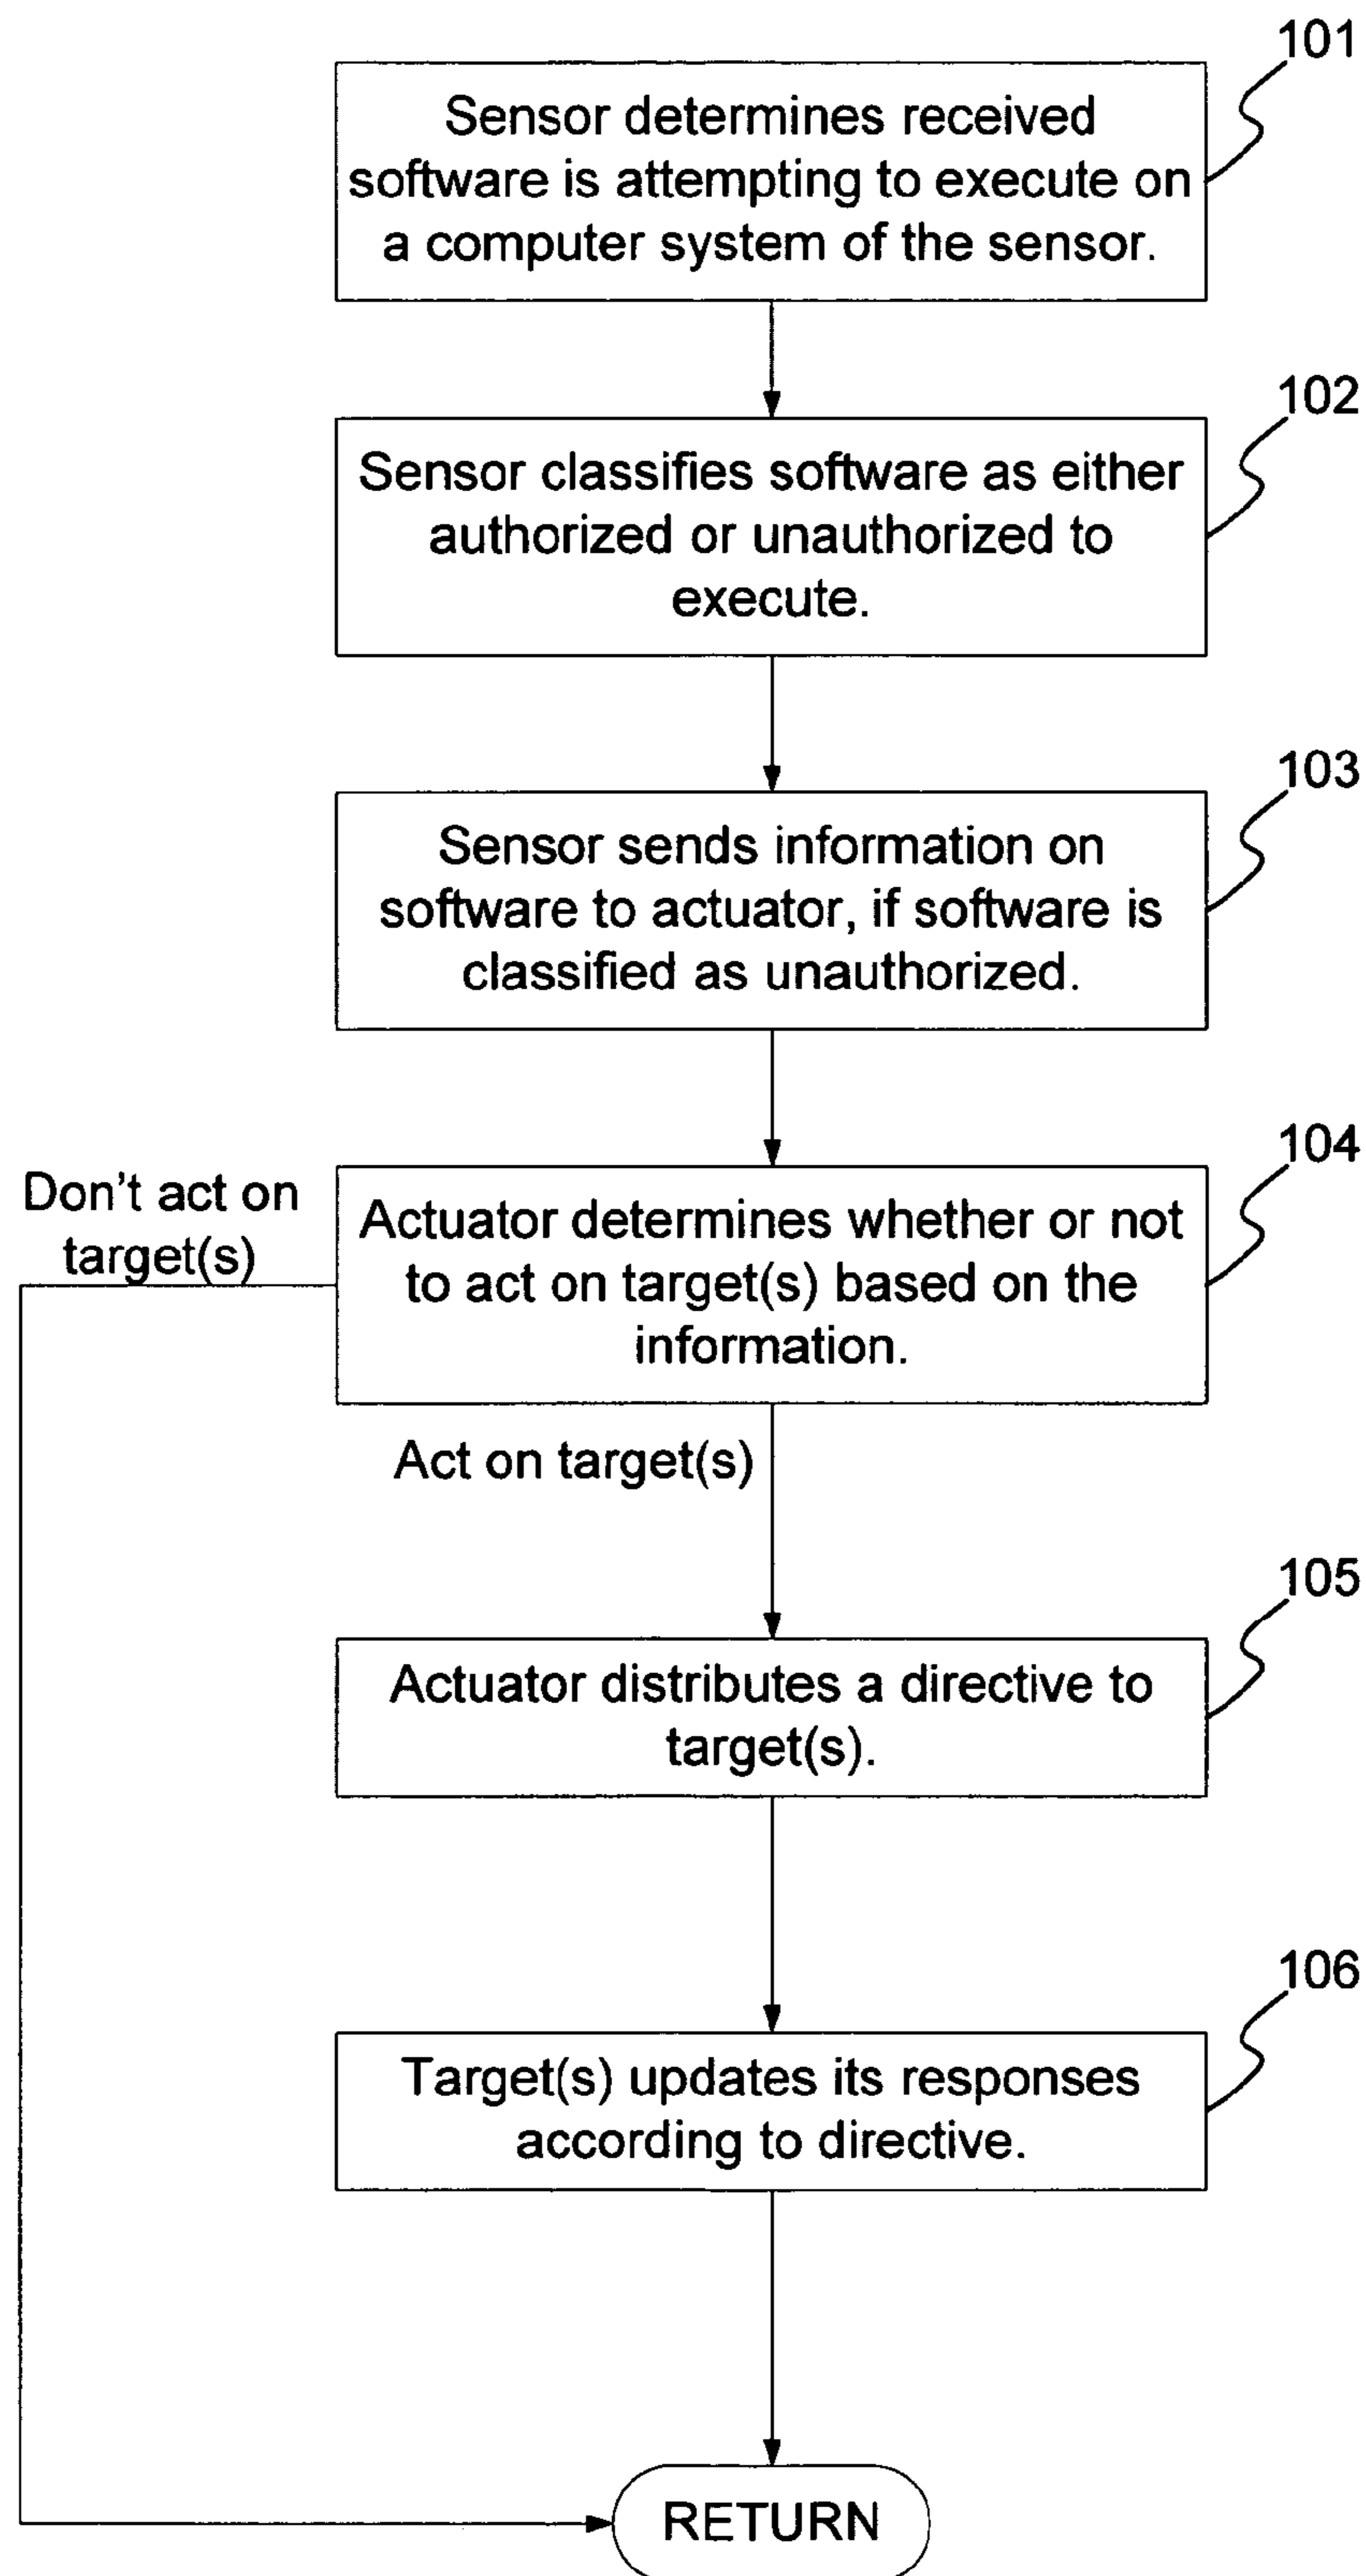 101
Sensor determines received
software is attempting to execute on
a computer system of the sensor.
102
Sensor classifies software as either
authorized or unauthorized to
execute.
103
Sensor sends information on
software to actuator, if software is
classified as unauthorized.
104
Don't act on
target(s)
Actuator determines whether or not
to act on target(s) based on the
information.
Act on target(s)
105
Actuator distributes a directive to
target(s).
106
Target(s) updates its responses
according to directive.
RETURN